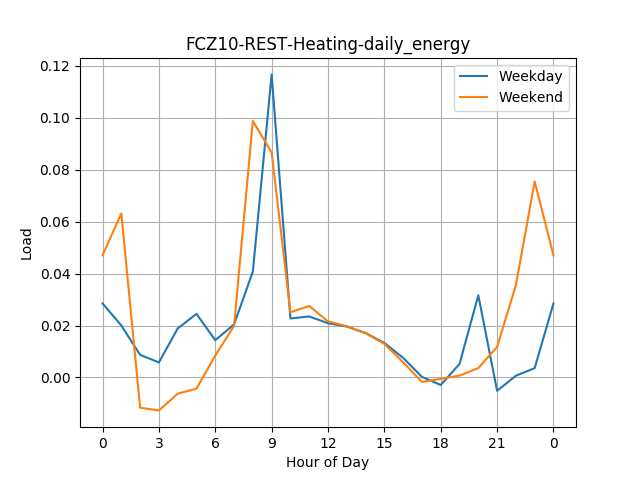 FCZ10-REST-Heating-daily_energy
Weekday
Weekend
0.12
0.10
0.08
0.06
0.04
0.02
0.00
Load
0 3 6 9 12 15 18 21 0
Hour of Day